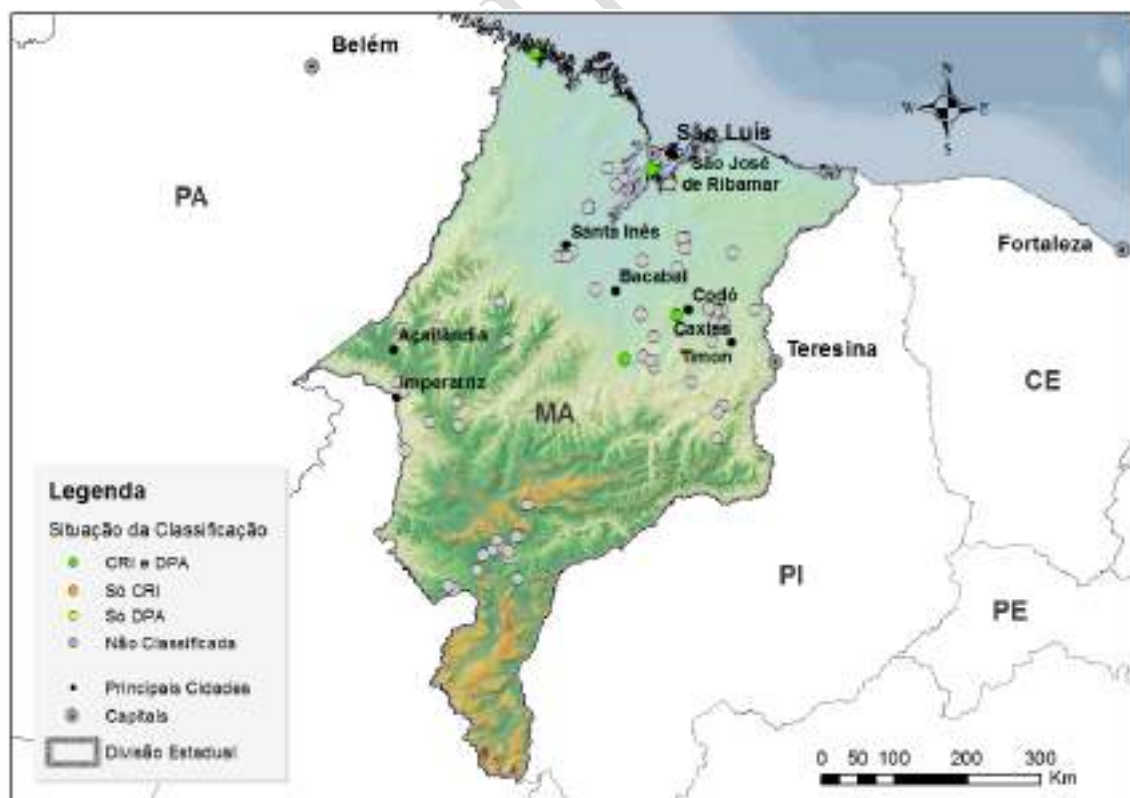 Belém
N
W
E
S
São Luís
São José
de Ribamar
PA
Santa Inês
Fortaleza
Bacabal
Codó
Açailândia
Caxias
Teresina
Timon
Imperatriz
CE
MA
Legenda
Situação da Classificação
CRI e DPA
Só CRI
Só DPA
Não Classificada
Principais Cidades
Capitais
Divisão Estadual
PI
PE
0 50 100 200 300
Km